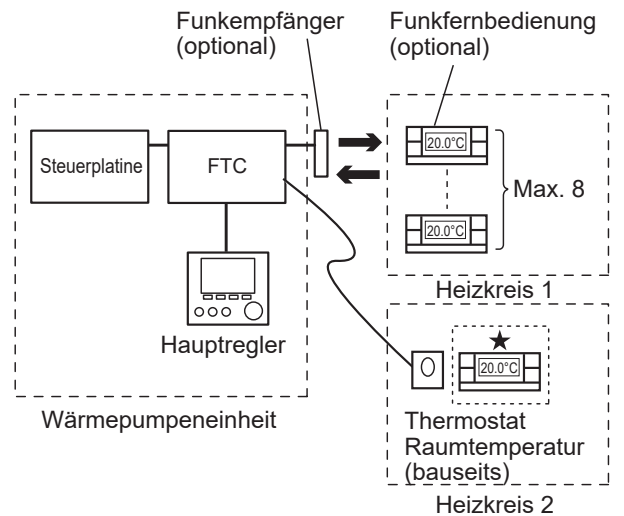 Funkempfänger
(optional)
Funkfernbedienung
(optional)
Steuerplatine
FTC
20.0°C
Max. 8
20.0°C
Heizkreis 1
Hauptregler
20.0°C
Wärmepumpeneinheit
Thermostat
Raumtemperatur
(bauseits)
Heizkreis 2